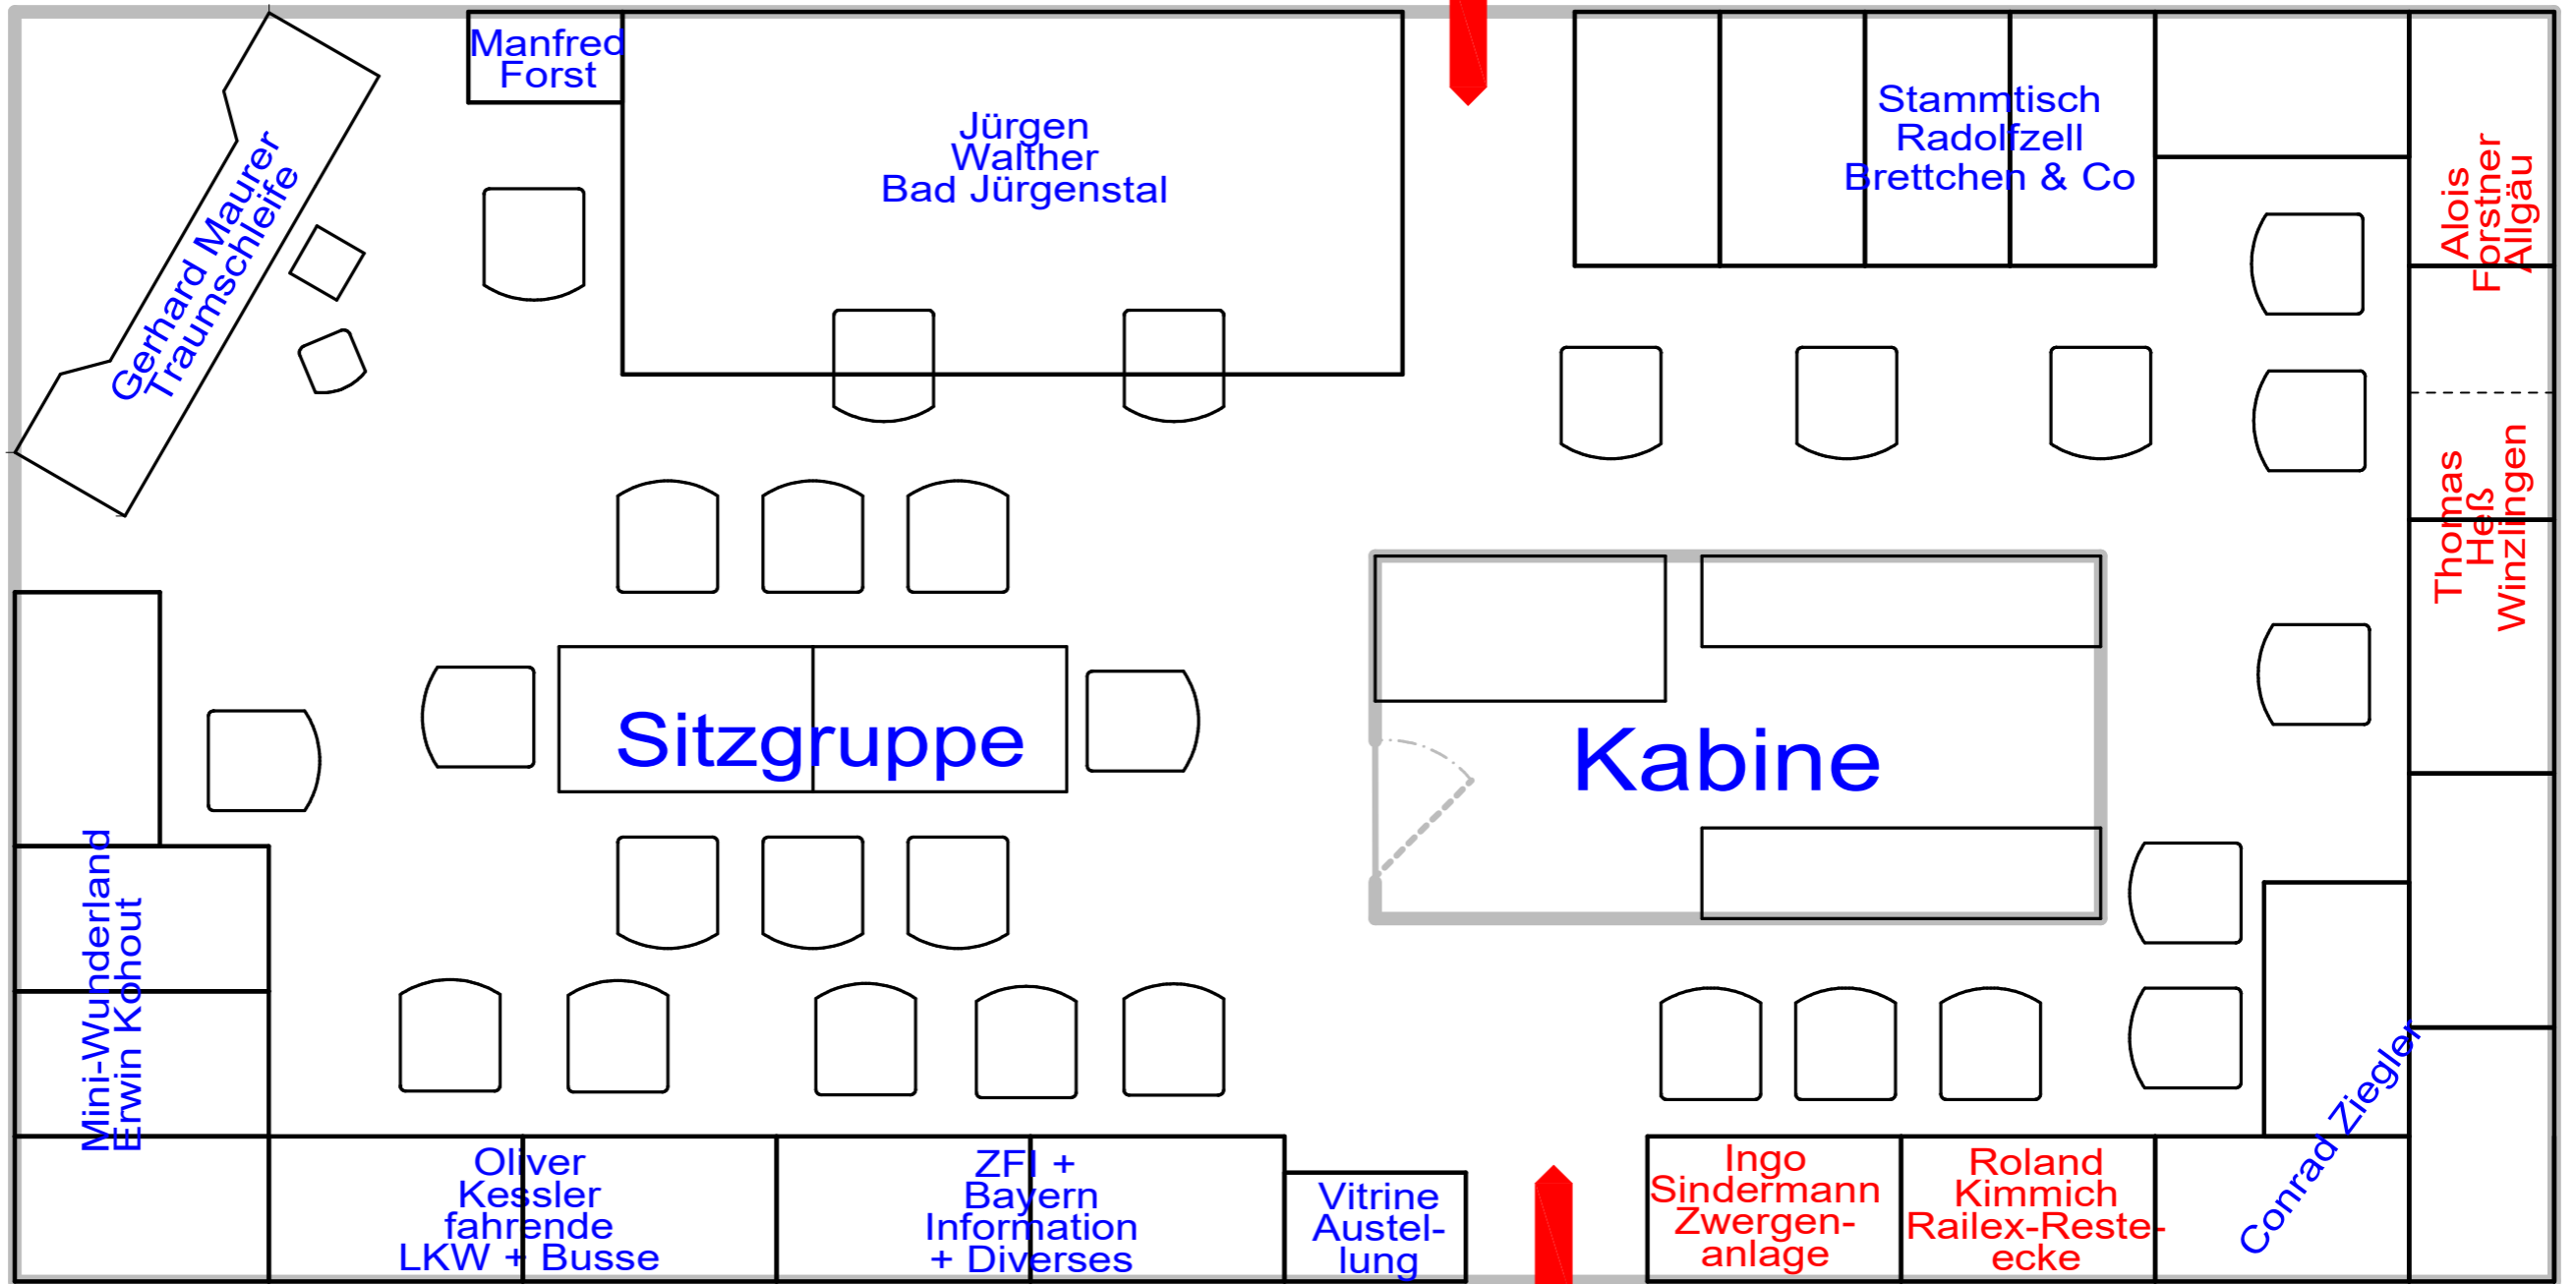 Manfred
Forst
Jürgen
Walther
Bad Jürgenstal
Stammtisch
Radolfzell
Brettchen & Co
Alois
Forstner
Allgäu
Gerhard Maurer
Traumschleife
Thomas
Heß
Winzlingen
Sitzgruppe
Kabine
Mini-Wunderland
Erwin Kohout
Conrad Ziegler
Oliver
Kessler
fahrende
LKW + Busse
ZFI +
Bayern
Information
+ Diverses
Vitrine
Austel-
lung
Ingo
Sindermann
Zwergen-
anlage
Roland
Kimmich
Railex-Reste-
ecke